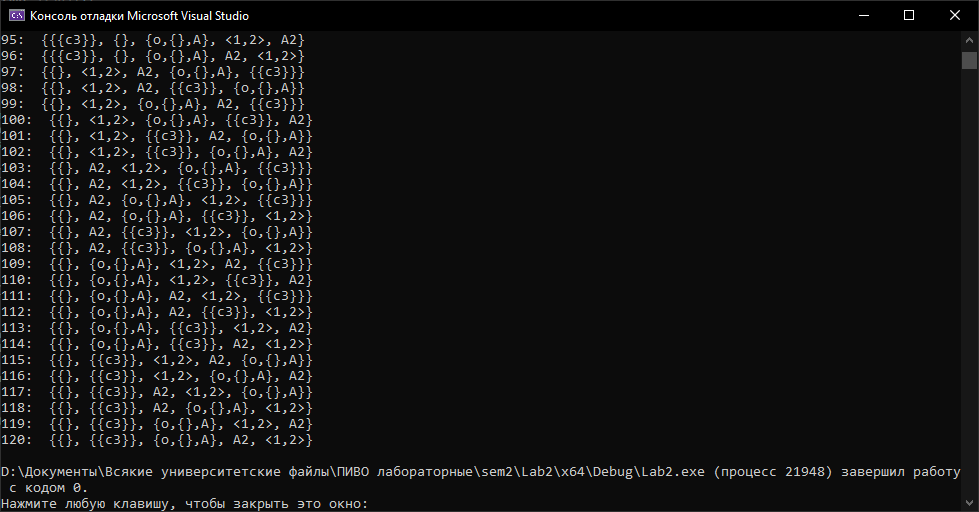 Консоль отладки Microsoft Visual Studio
95:  {{{c3}}, {}, {o,{},A}, <1,2>, A2}
96:  {{{c3}}, {}, {o,{},A}, A2, <1,2>}
97:  {{}, <1,2>, A2, {o,{},A}, {{c3}}}
98:  {{}, <1,2>, A2, {{c3}}, {o,{},A}}
99:  {{}, <1,2>, {o,{},A}, A2, {{c3}}}
100:  {{}, <1,2>, {o,{},A}, {{c3}}, A2}
101:  {{}, <1,2>, {{c3}}, A2, {o,{},A}}
102:  {{}, <1,2>, {{c3}}, {o,{},A}, A2}
103:  {{}, A2, <1,2>, {o,{},A}, {{c3}}}
104:  {{}, A2, <1,2>, {{c3}}, {o,{},A}}
105:  {{}, A2, {o,{},A}, <1,2>, {{c3}}}
106:  {{}, A2, {o,{},A}, {{c3}}, <1,2>}
107:  {{}, A2, {{c3}}, <1,2>, {o,{},A}}
108:  {{}, A2, {{c3}}, {o,{},A}, <1,2>}
109:  {{}, {o,{},A}, <1,2>, A2, {{c3}}}
110:  {{}, {o,{},A}, <1,2>, {{c3}}, A2}
111:  {{}, {o,{},A}, A2, <1,2>, {{c3}}}
112:  {{}, {o,{},A}, A2, {{c3}}, <1,2>}
113:  {{}, {o,{},A}, {{c3}}, <1,2>, A2}
114:  {{}, {o,{},A}, {{c3}}, A2, <1,2>}
115:  {{}, {{c3}}, <1,2>, A2, {o,{},A}}
116:  {{}, {{c3}}, <1,2>, {o,{},A}, A2}
117:  {{}, {{c3}}, A2, <1,2>, {o,{},A}}
118:  {{}, {{c3}}, A2, {o,{},A}, <1,2>}
119:  {{}, {{c3}}, {o,{},A}, <1,2>, A2}
120:  {{}, {{c3}}, {o,{},A}, A2, <1,2>}
D:\Документы\Всякие университетские файлы\ПИВО лабораторные\sem2\Lab2\x64\Debug\Lab2.exe (процесс 21948) завершил работу
с кодом 0.
Нажмите любую клавишу, чтобы закрыть это окно: